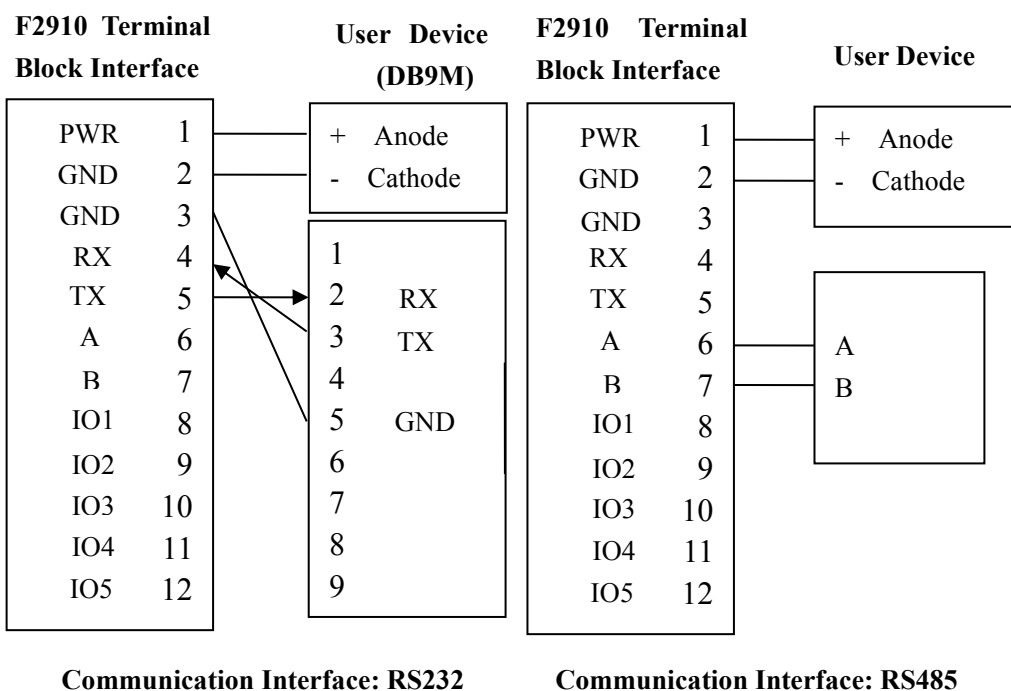 F2910 Terminal
Block Interface
PWR 1
GND 2
GND 3
RX 4
TX 5
A 6
B 7
IO1 8
IO2 9
IO3 10
IO4 11
IO5 12
User Device
(DB9M)
+ Anode
- Cathode
1
2 RX
3 TX
4
5 GND
6
7
8
9
Communication Interface: RS232
F2910 Terminal
Block Interface
PWR 1
GND 2
GND 3
RX 4
TX 5
A 6
B 7
IO1 8
IO2 9
IO3 10
IO4 11
IO5 12
User Device
+ Anode
- Cathode
A
B
Communication Interface: RS485